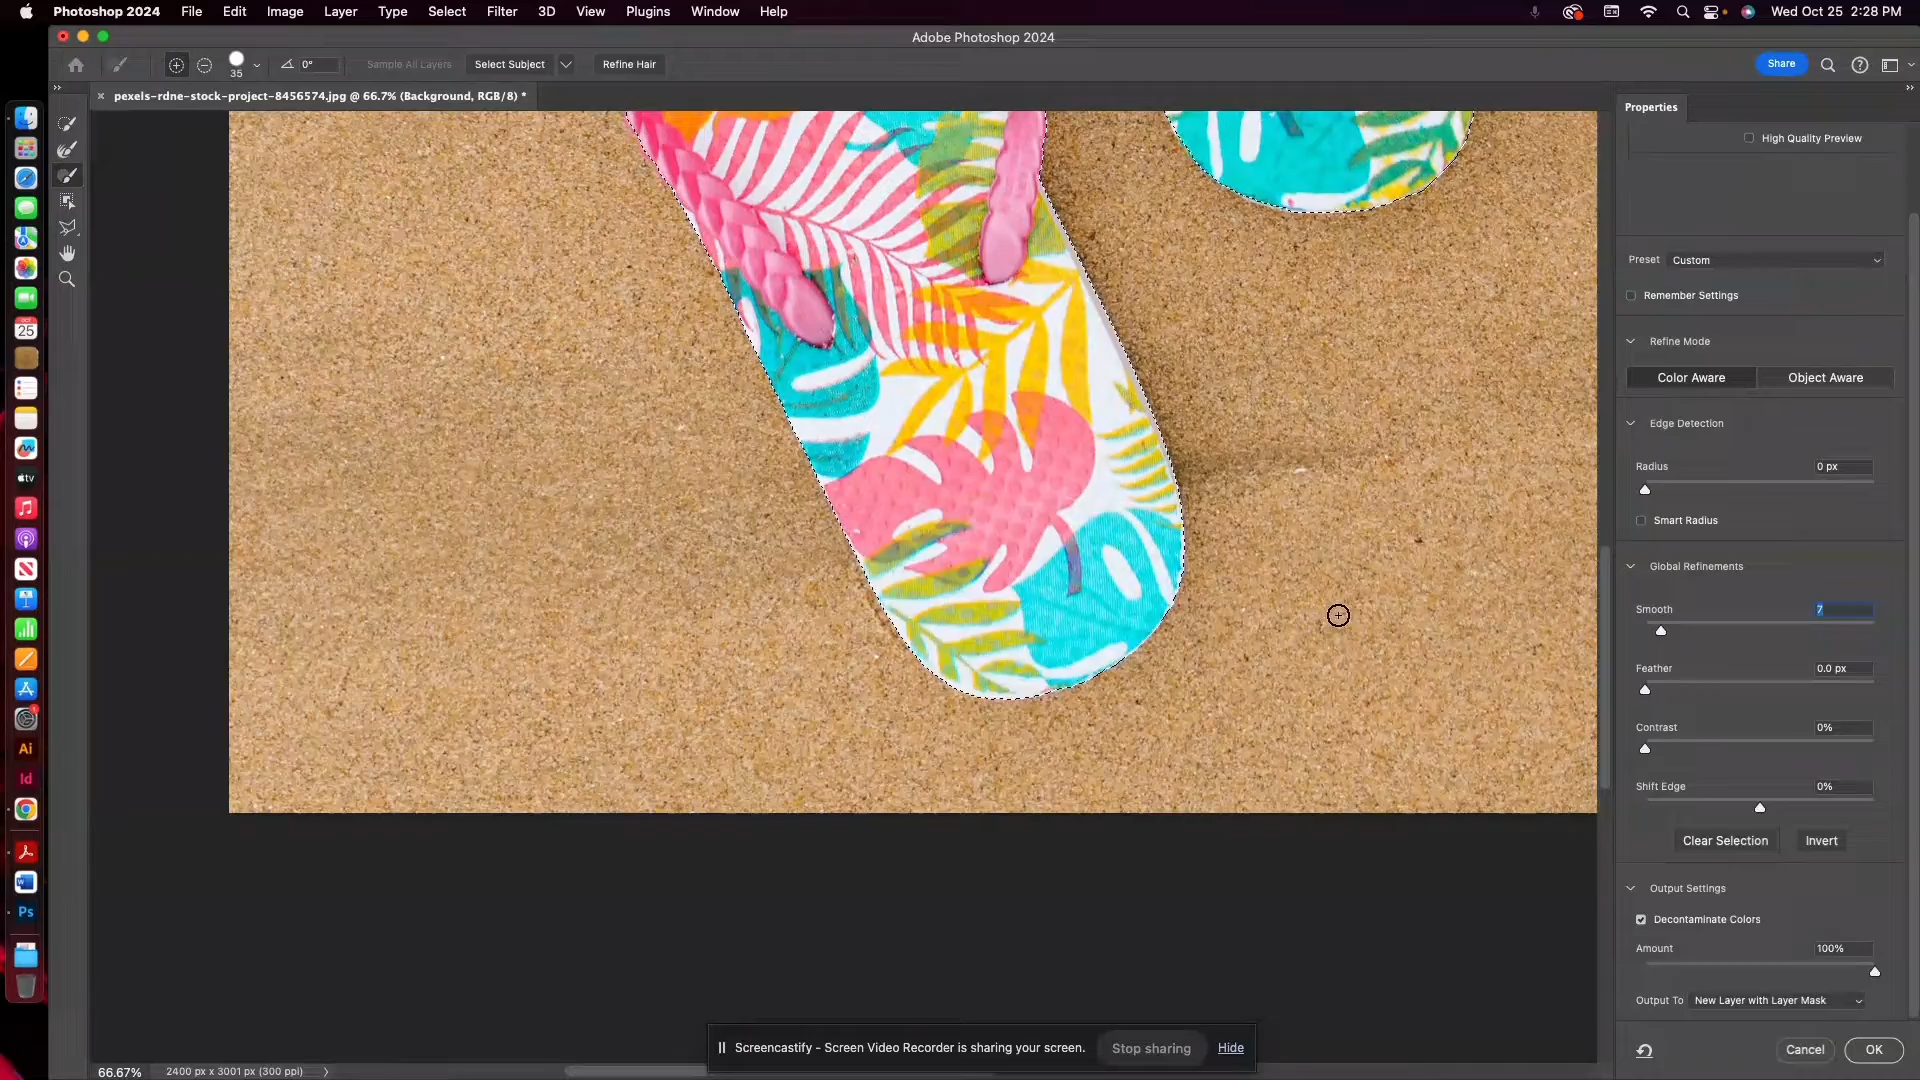 Photoshop 2024 File Edit Image Layer Type Select Filter 3D View Plugins Window Help Wed Oct 25 2:28 PM
Adobe Photoshop 2024
35 0° Sample All Layers Select Subject Refine Hair Share
pexels-rdne-stock-project-8456574.jpg @ 66.7% (Background, RGB/8) *
Properties
High Quality Preview
Preset Custom
Remember Settings
Refine Mode
Color Aware Object Aware
Edge Detection
Radius 0 px
Smart Radius
Global Refinements
Smooth 7
Feather 0.0 px
Contrast 0%
Shift Edge 0%
Clear Selection Invert
Output Settings
Decontaminate Colors
Amount 100%
Output To New Layer with Layer Mask
Cancel OK
25
tv
Ai
Id
Ps
Screencastify - Screen Video Recorder is sharing your screen. Stop sharing Hide
66.67% 2400 px x 3001 px (300 ppi)